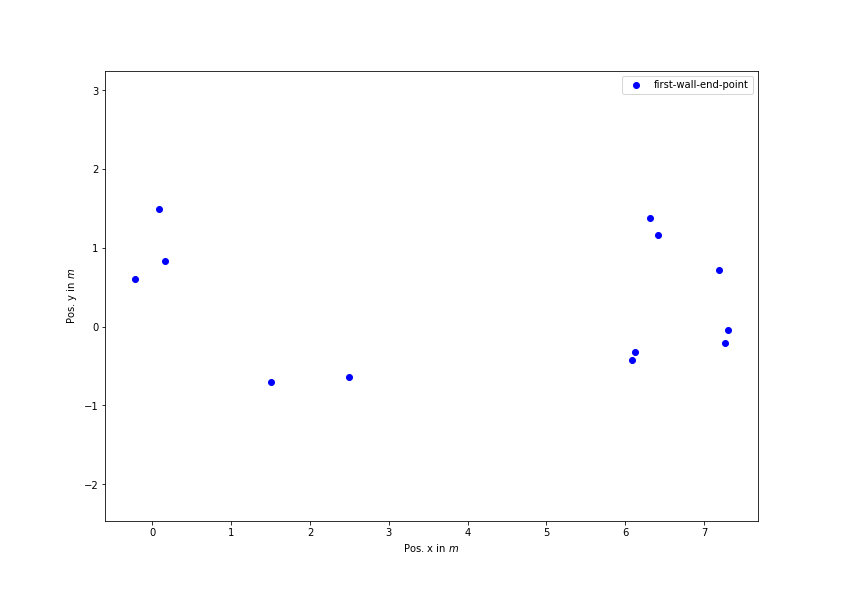 first-wall-end-point
3
2
1
0
−1
−2
Pos. y in m
0 1 2 3 4 5 6 7
Pos. x in m